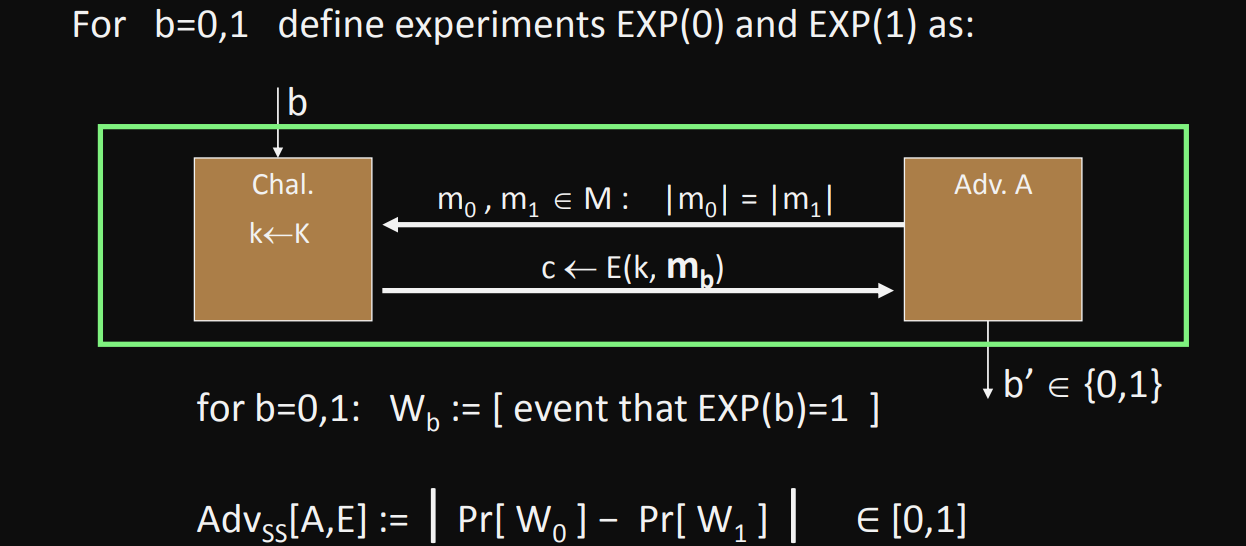 For b=0,1 define experiments EXP(0) and EXP(1) as:
b
Chal.
k←K
m₀ , m₁ ∈ M : |m₀| = |m₁|
c ← E(k, m_b)
Adv. A
b’ ∈ {0,1}
for b=0,1: W_b := [ event that EXP(b)=1 ]
Adv_SS[A,E] := | Pr[ W₀ ] − Pr[ W₁ ] | ∈ [0,1]